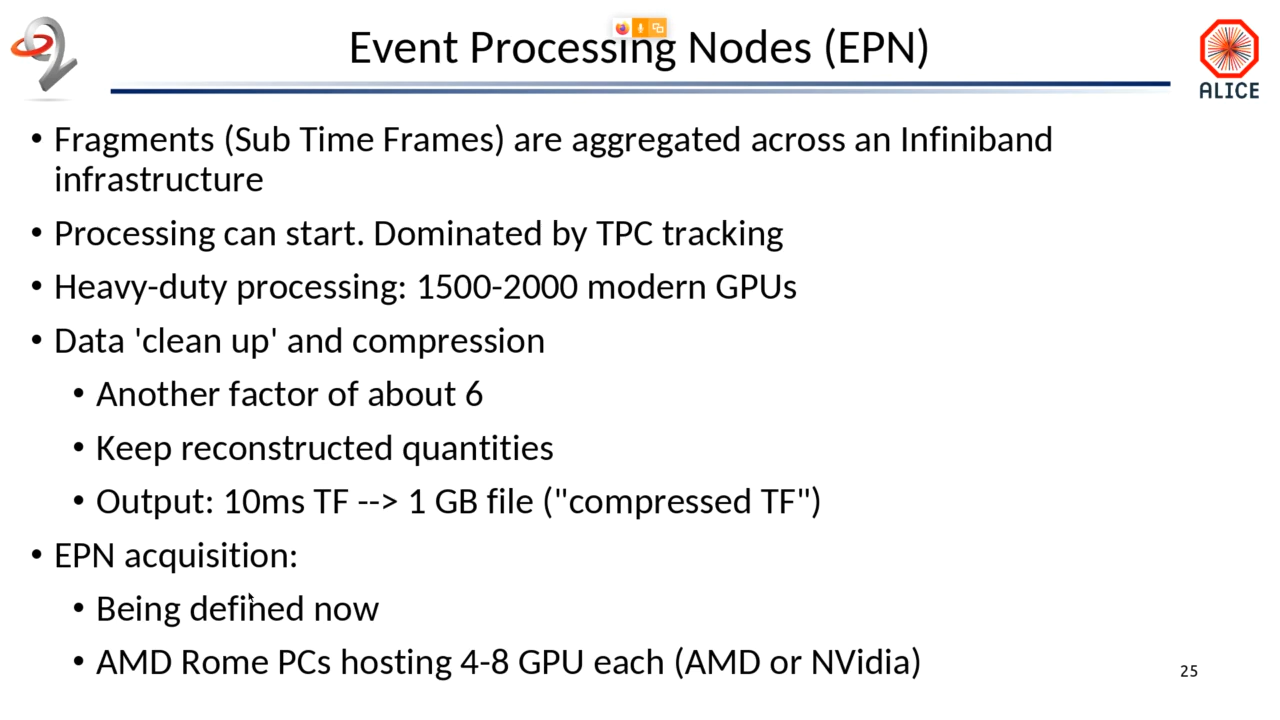 Event Processing Nodes (EPN)
ALICE
• Fragments (Sub Time Frames) are aggregated across an Infiniband
infrastructure
• Processing can start. Dominated by TPC tracking
• Heavy-duty processing: 1500-2000 modern GPUs
• Data 'clean up' and compression
• Another factor of about 6
• Keep reconstructed quantities
• Output: 10ms TF --> 1 GB file ("compressed TF")
• EPN acquisition:
• Being defined now
• AMD Rome PCs hosting 4-8 GPU each (AMD or NVidia)
25